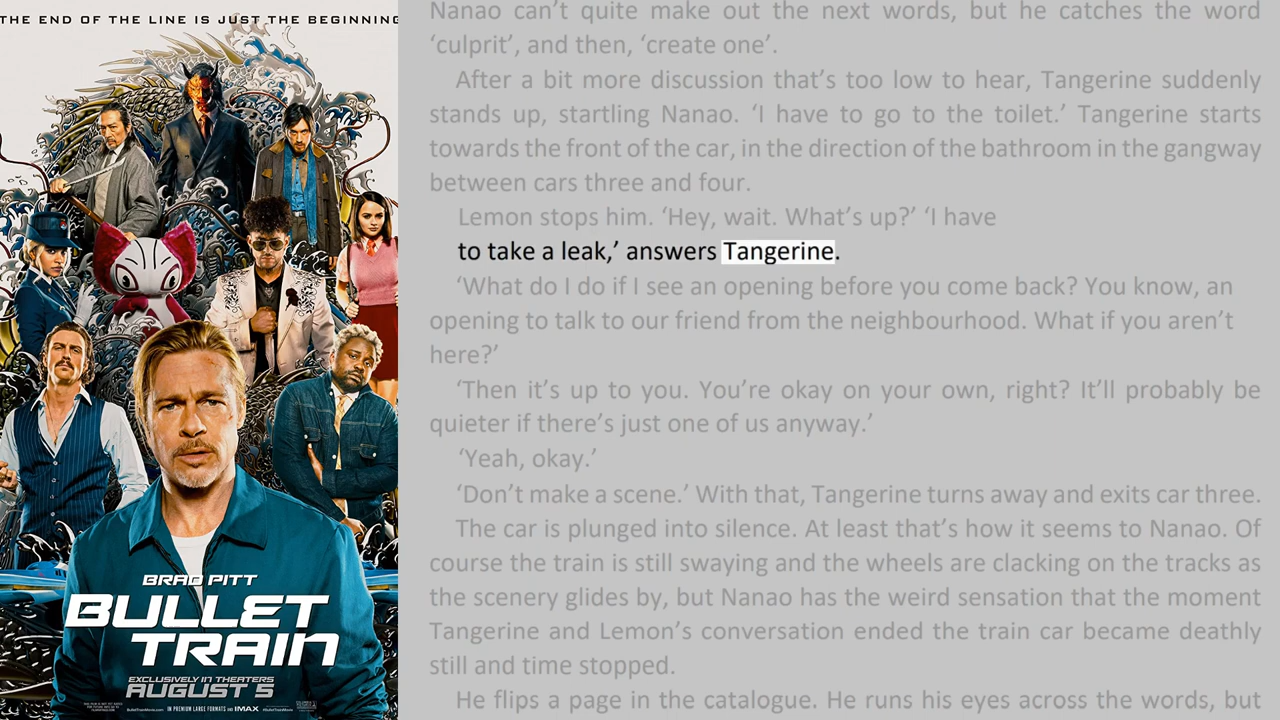 THE END OF THE LINE IS JUST THE BEGINNING
BRAD PITT
BULLET
TRAIN
EXCLUSIVELY IN THEATERS
AUGUST 5
BulletTrainMovie.com IN PREMIUM LARGE FORMATS AND IMAX #BulletTrainMovie
Nanao can’t quite make out the next words, but he catches the word
‘culprit’, and then, ‘create one’.
After a bit more discussion that’s too low to hear, Tangerine suddenly
stands up, startling Nanao. ‘I have to go to the toilet.’ Tangerine starts
towards the front of the car, in the direction of the bathroom in the gangway
between cars three and four.
Lemon stops him. ‘Hey, wait. What’s up?’ ‘I have
to take a leak,’ answers Tangerine.
‘What do I do if I see an opening before you come back? You know, an
opening to talk to our friend from the neighbourhood. What if you aren’t
here?’
‘Then it’s up to you. You’re okay on your own, right? It’ll probably be
quieter if there’s just one of us anyway.’
‘Yeah, okay.’
‘Don’t make a scene.’ With that, Tangerine turns away and exits car three.
The car is plunged into silence. At least that’s how it seems to Nanao. Of
course the train is still swaying and the wheels are clacking on the tracks as
the scenery glides by, but Nanao has the weird sensation that the moment
Tangerine and Lemon’s conversation ended the train car became deathly
still and time stopped.
He flips a page in the catalogue. He runs his eyes across the words, but